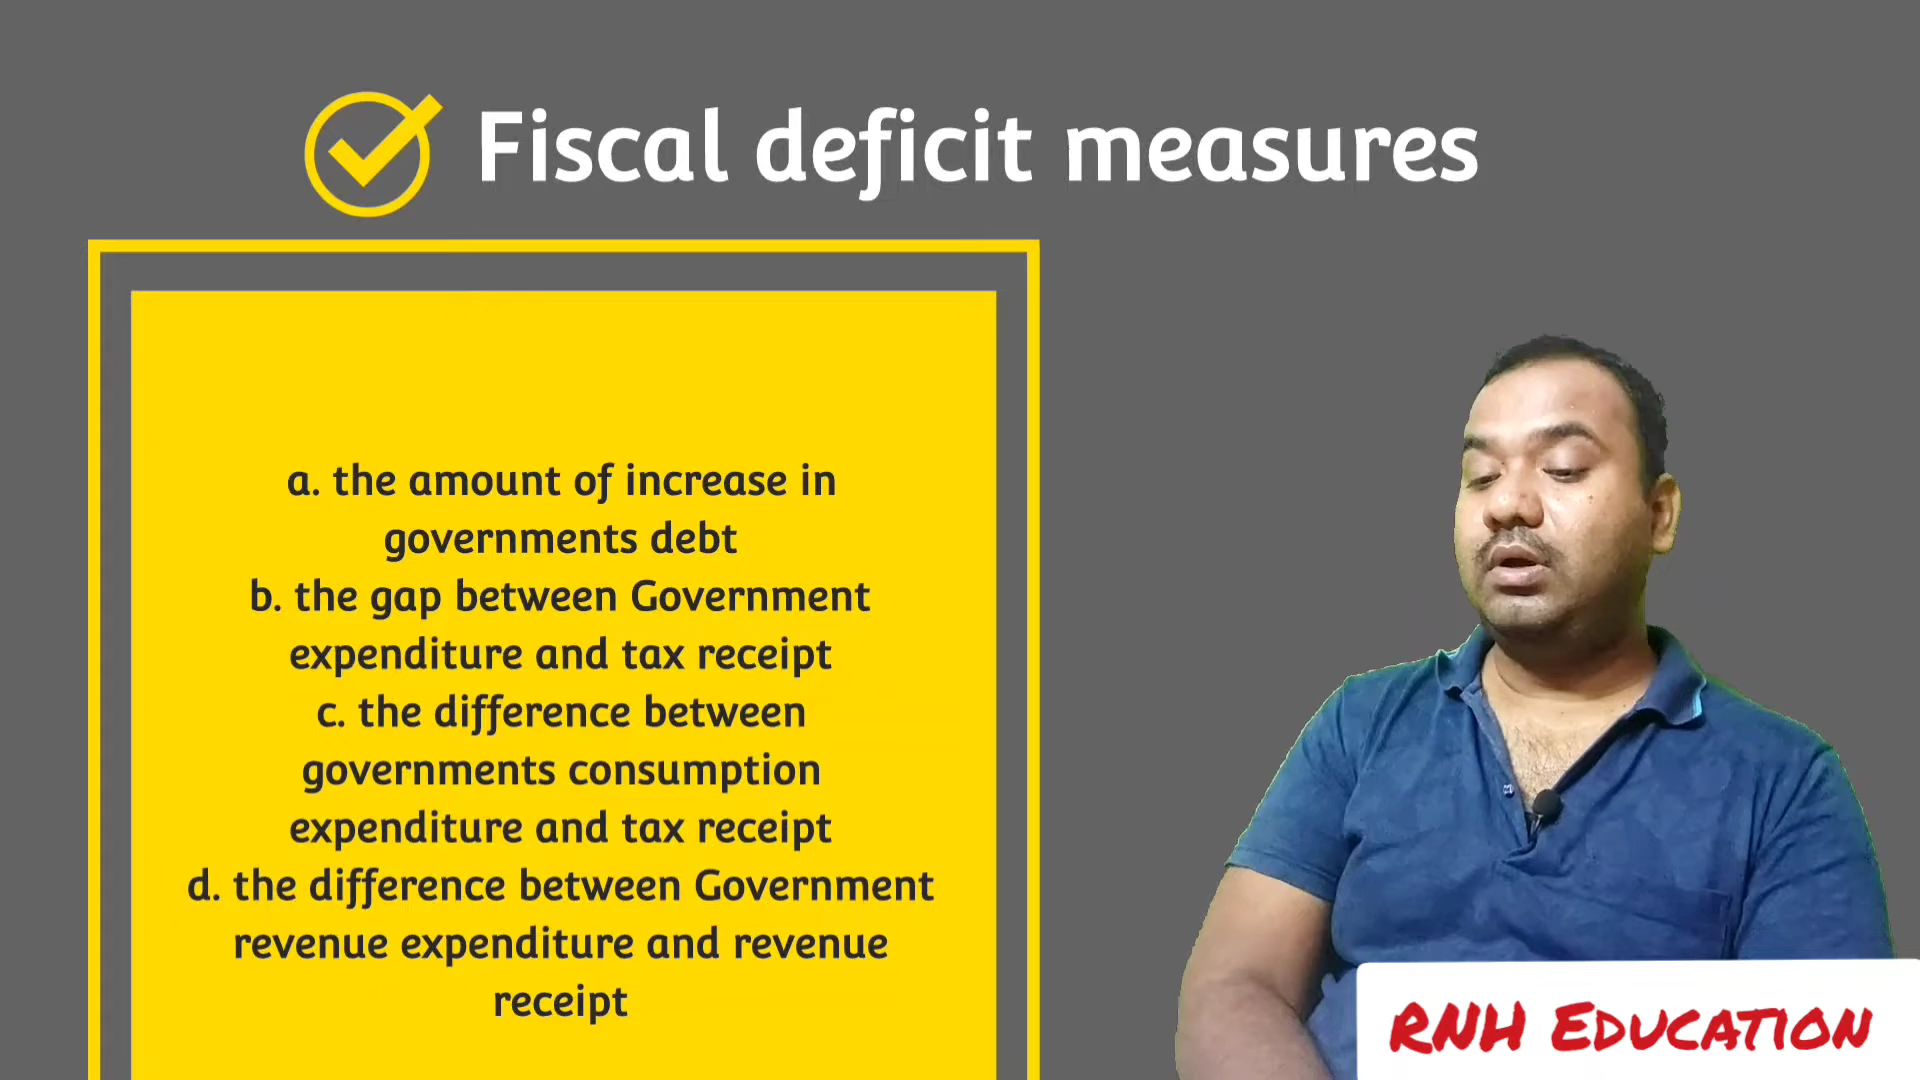 Fiscal deficit measures
a. the amount of increase in
governments debt
b. the gap between Government
expenditure and tax receipt
c. the difference between
governments consumption
expenditure and tax receipt
d. the difference between Government
revenue expenditure and revenue
receipt
RNH EDUCATION